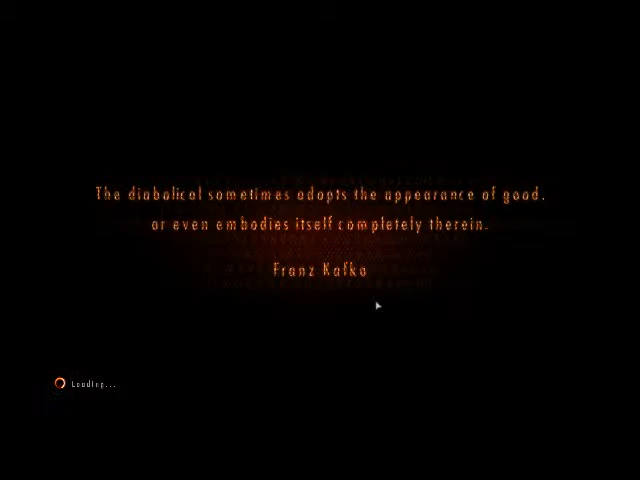 The diabolical sometimes adopts the appearance of good,
or even embodies itself completely therein.
Franz Kafka
Loading...